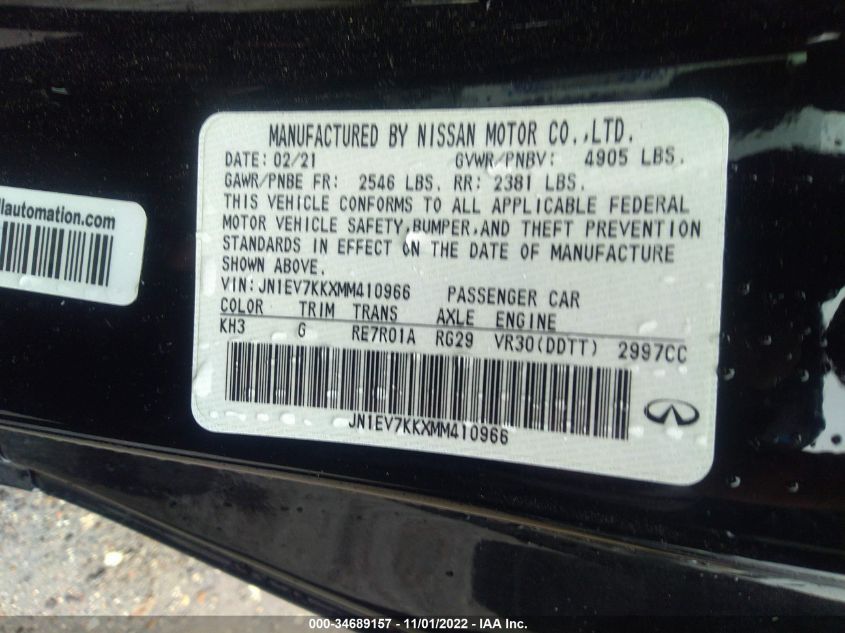 MANUFACTURED BY NISSAN MOTOR CO.,LTD.
DATE: 02/21 GVWR/PNBV: 4905 LBS.
GAWR/PNBE FR: 2546 LBS. RR: 2381 LBS.
THIS VEHICLE CONFORMS TO ALL APPLICABLE FEDERAL
MOTOR VEHICLE SAFETY,BUMPER,AND THEFT PREVENTION
STANDARDS IN EFFECT ON THE DATE OF MANUFACTURE
SHOWN ABOVE.
VIN:JN1EV7KKXMM410966 PASSENGER CAR
COLOR TRIM TRANS AXLE ENGINE
KH3 G RE7R01A RG29 VR30(DDTT) 2997CC
JN1EV7KKXMM410966
000-34689157 - 11/01/2022 - IAAI.com